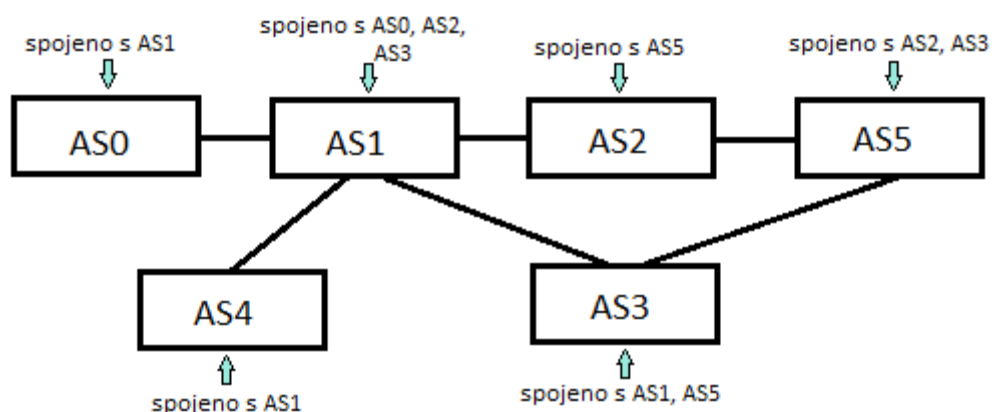 spojeno s AS1
spojeno s AS0, AS2,
AS3
spojeno s AS5
spojeno s AS2, AS3
AS0
AS1
AS2
AS5
AS4
AS3
spojeno s AS1
spojeno s AS1, AS5